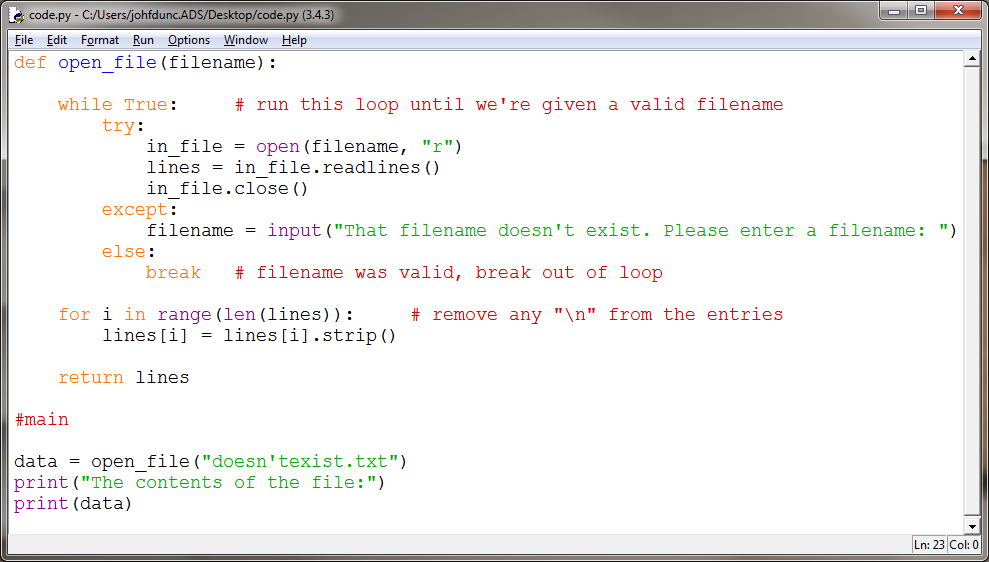 code.py - C:/Users/johfdunc.ADS/Desktop/code.py (3.4.3)
File Edit Format Run Options Window Help
def open_file(filename):
    while True:     # run this loop until we're given a valid filename
        try:
            in_file = open(filename, "r")
            lines = in_file.readlines()
            in_file.close()
        except:
            filename = input("That filename doesn't exist. Please enter a filename: ")
        else:
            break   # filename was valid, break out of loop
    for i in range(len(lines)):     # remove any "\n" from the entries
        lines[i] = lines[i].strip()
    return lines
#main
data = open_file("doesn'texist.txt")
print("The contents of the file:")
print(data)
Ln: 23 Col: 0